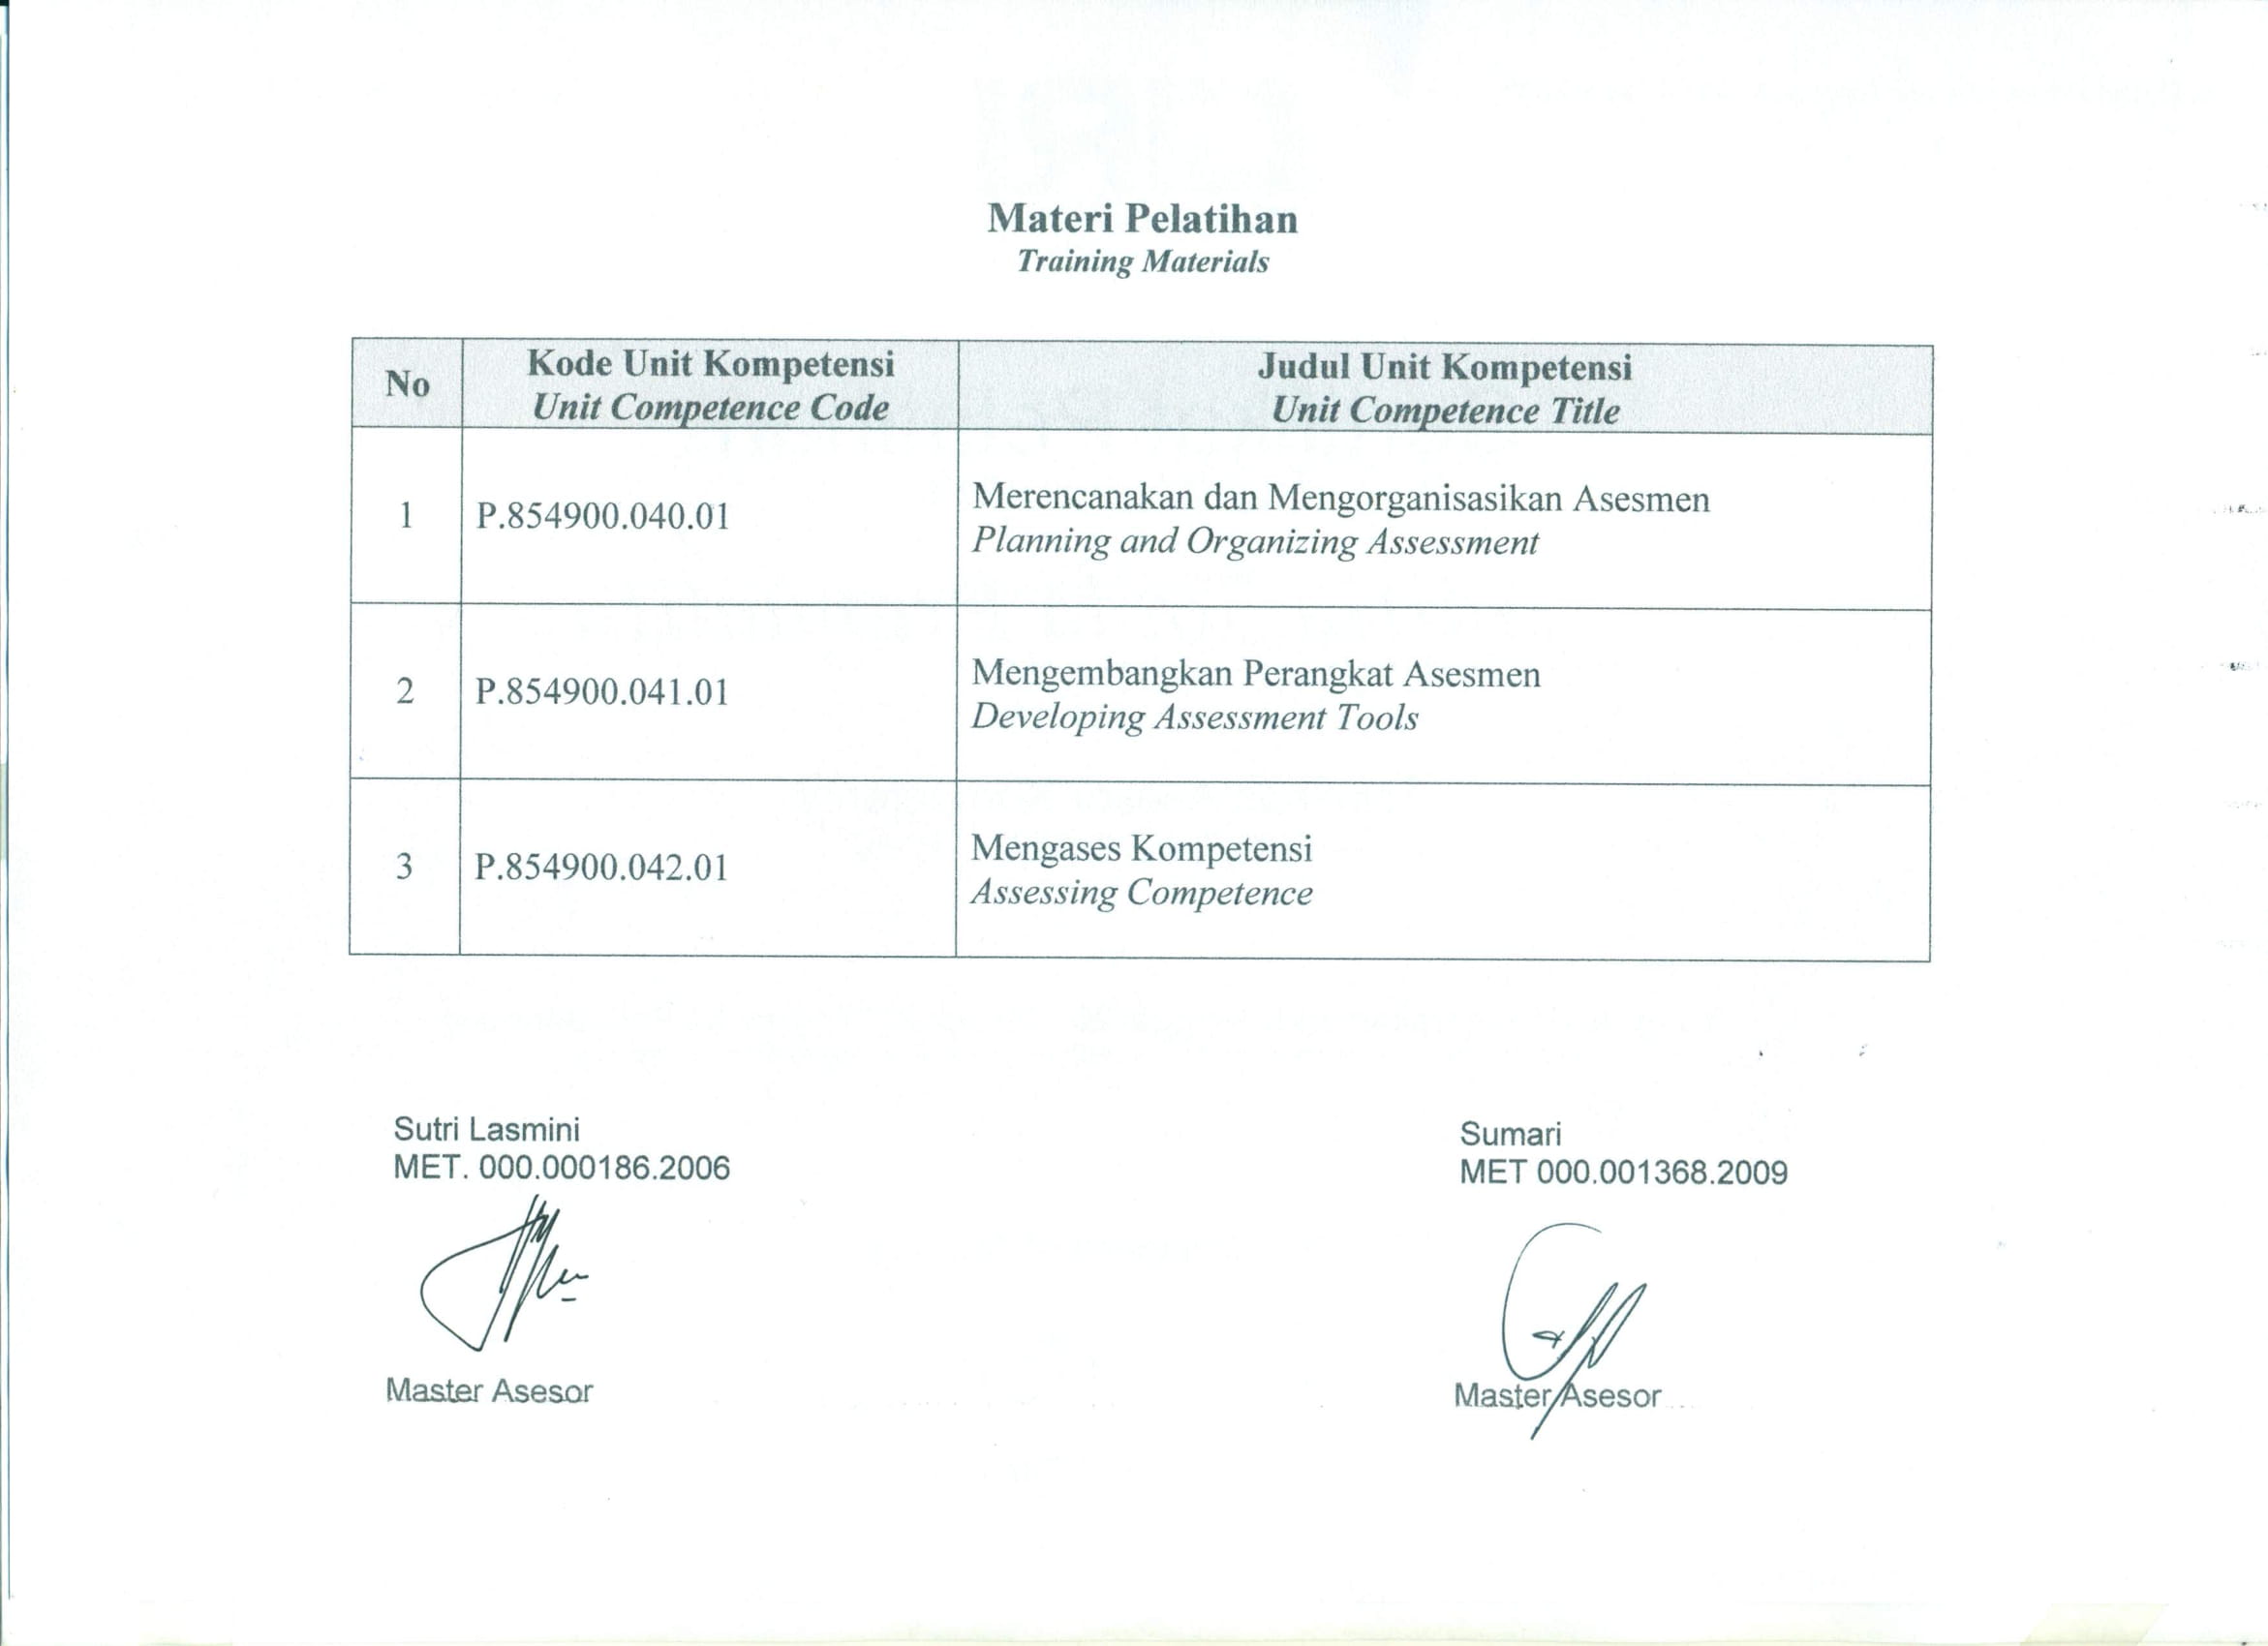 Materi Pelatihan
Training Materials
No
Kode Unit Kompetensi
Unit Competence Code
Judul Unit Kompetensi
Unit Competence Title
1
P.854900.040.01
Merencanakan dan Mengorganisasikan Asesmen
Planning and Organizing Assessment
2
P.854900.041.01
Mengembangkan Perangkat Asesmen
Developing Assessment Tools
3
P.854900.042.01
Mengases Kompetensi
Assessing Competence
Sutri Lasmini
MET. 000.000186.2006
Master Asesor
Sumari
MET 000.001368.2009
Master Asesor